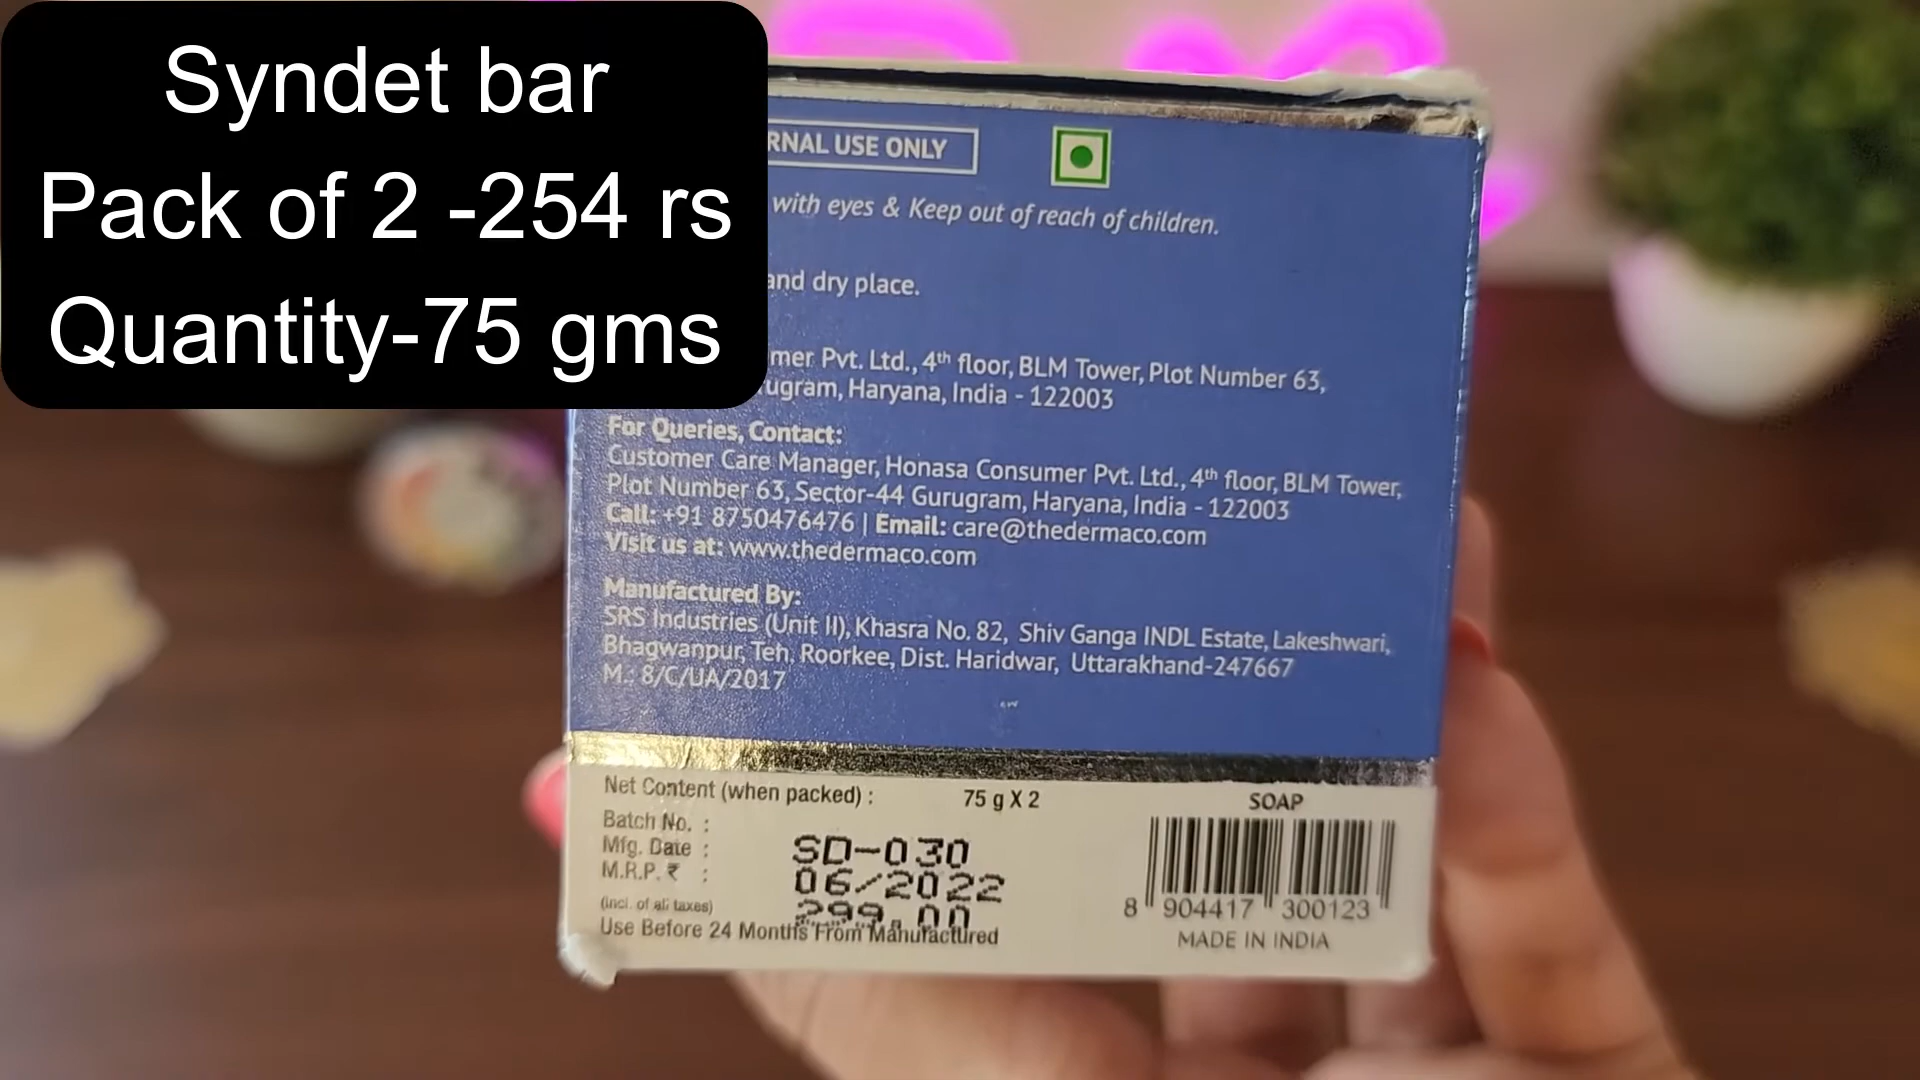 Syndet bar
Pack of 2 -254 rs
Quantity-75 gms
RNAL USE ONLY
with eyes & Keep out of reach of children.
and dry place.
mer Pvt. Ltd., 4th floor, BLM Tower, Plot Number 63,
ugram, Haryana, India - 122003
For Queries, Contact:
Customer Care Manager, Honasa Consumer Pvt. Ltd., 4th floor, BLM Tower,
Plot Number 63, Sector-44 Gurugram, Haryana, India - 122003
Call: +91 8750476476 | Email: care@thedermaco.com
Visit us at: www.thedermaco.com
Manufactured By:
SRS Industries (Unit II), Khasra No. 82, Shiv Ganga INDL Estate, Lakeshwari,
Bhagwanpur, Teh. Roorkee, Dist. Haridwar, Uttarakhand-247667
M.: 8/C/UA/2017
Net Content (when packed) : 75 g X 2
Batch No. : SD-030
Mfg. Date : 06/2022
M.R.P. ₹ : 299.00
(incl. of all taxes)
Use Before 24 Months From Manufactured
SOAP
8 904417 300123
MADE IN INDIA